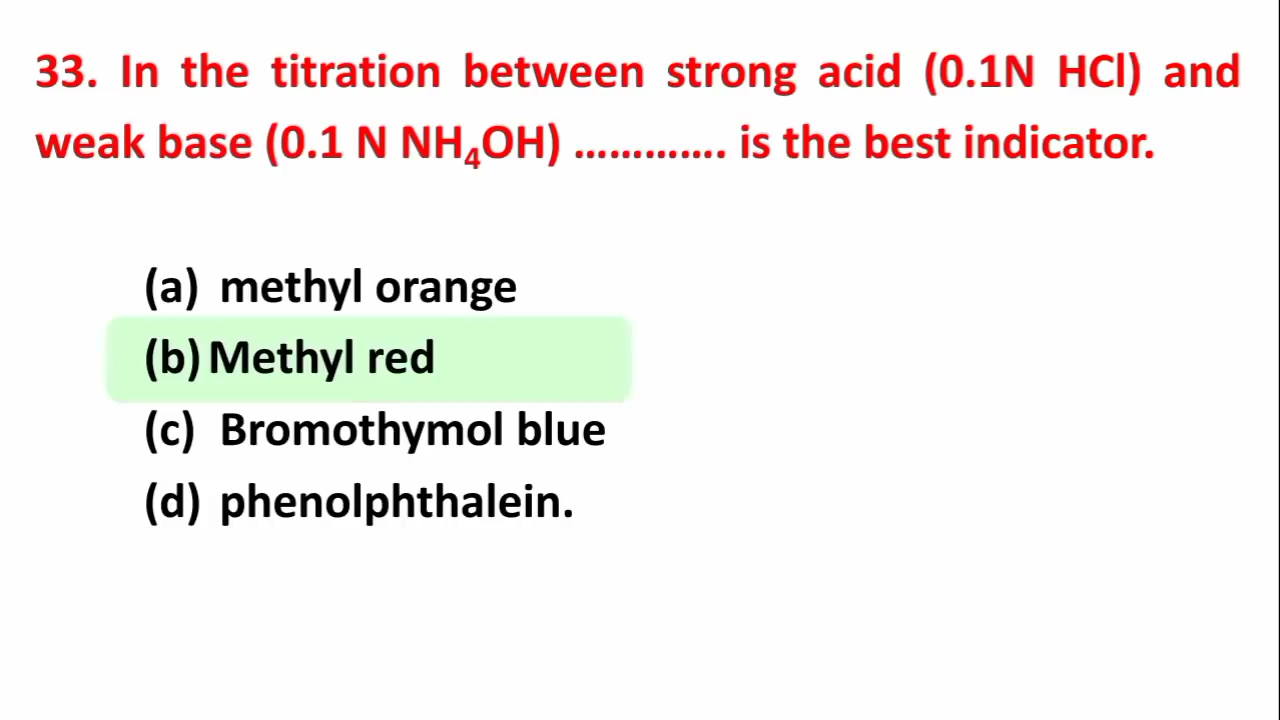 33. In the titration between strong acid (0.1N HCl) and
weak base (0.1 N NH₄OH) …………. is the best indicator.
(a) methyl orange
(b) Methyl red
(c) Bromothymol blue
(d) phenolphthalein.